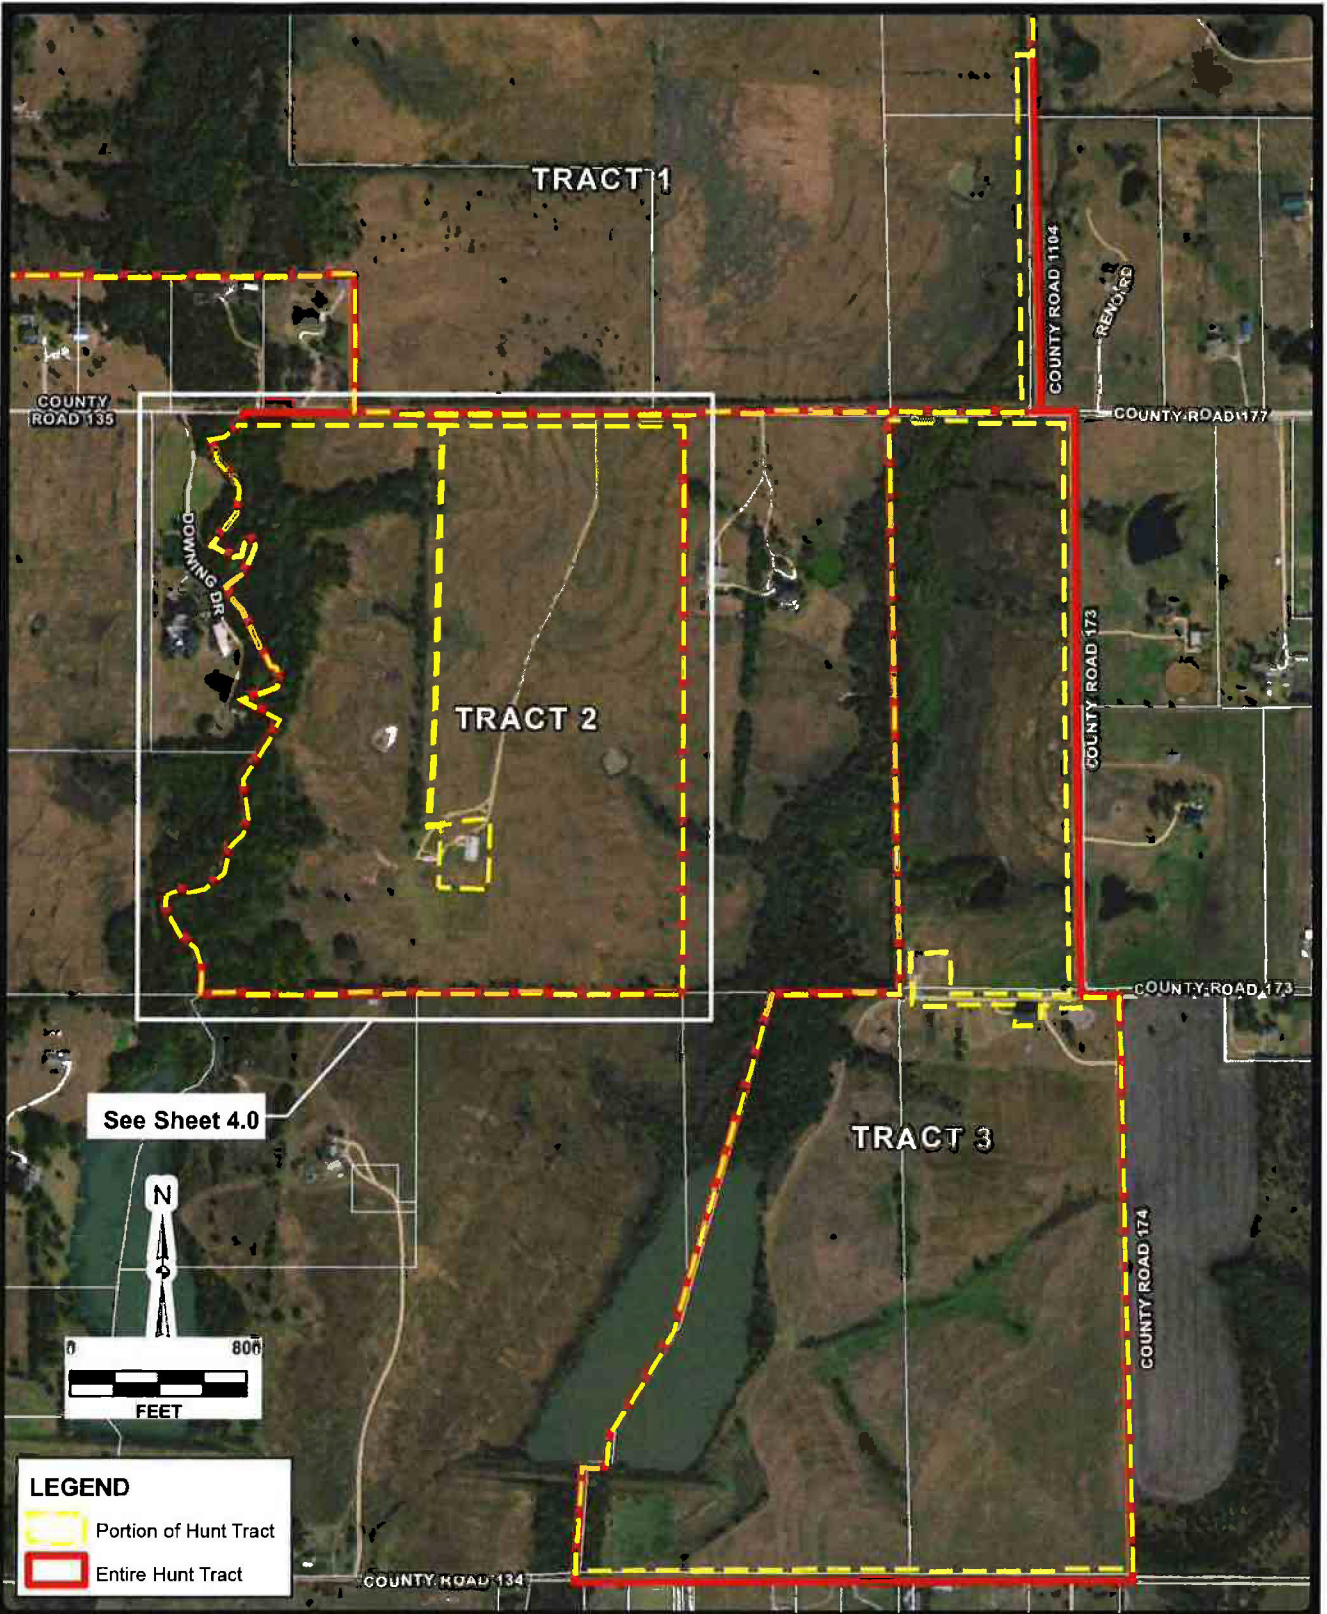 TRACT 1
COUNTY ROAD 1104
RENO RD
COUNTY
ROAD 135
COUNTY ROAD 177
DOWNING DR
TRACT 2
COUNTY ROAD 173
COUNTY ROAD 173
See Sheet 4.0
TRACT 3
N
COUNTY ROAD 174
0 800
FEET
LEGEND
Portion of Hunt Tract
Entire Hunt Tract
COUNTY ROAD 134